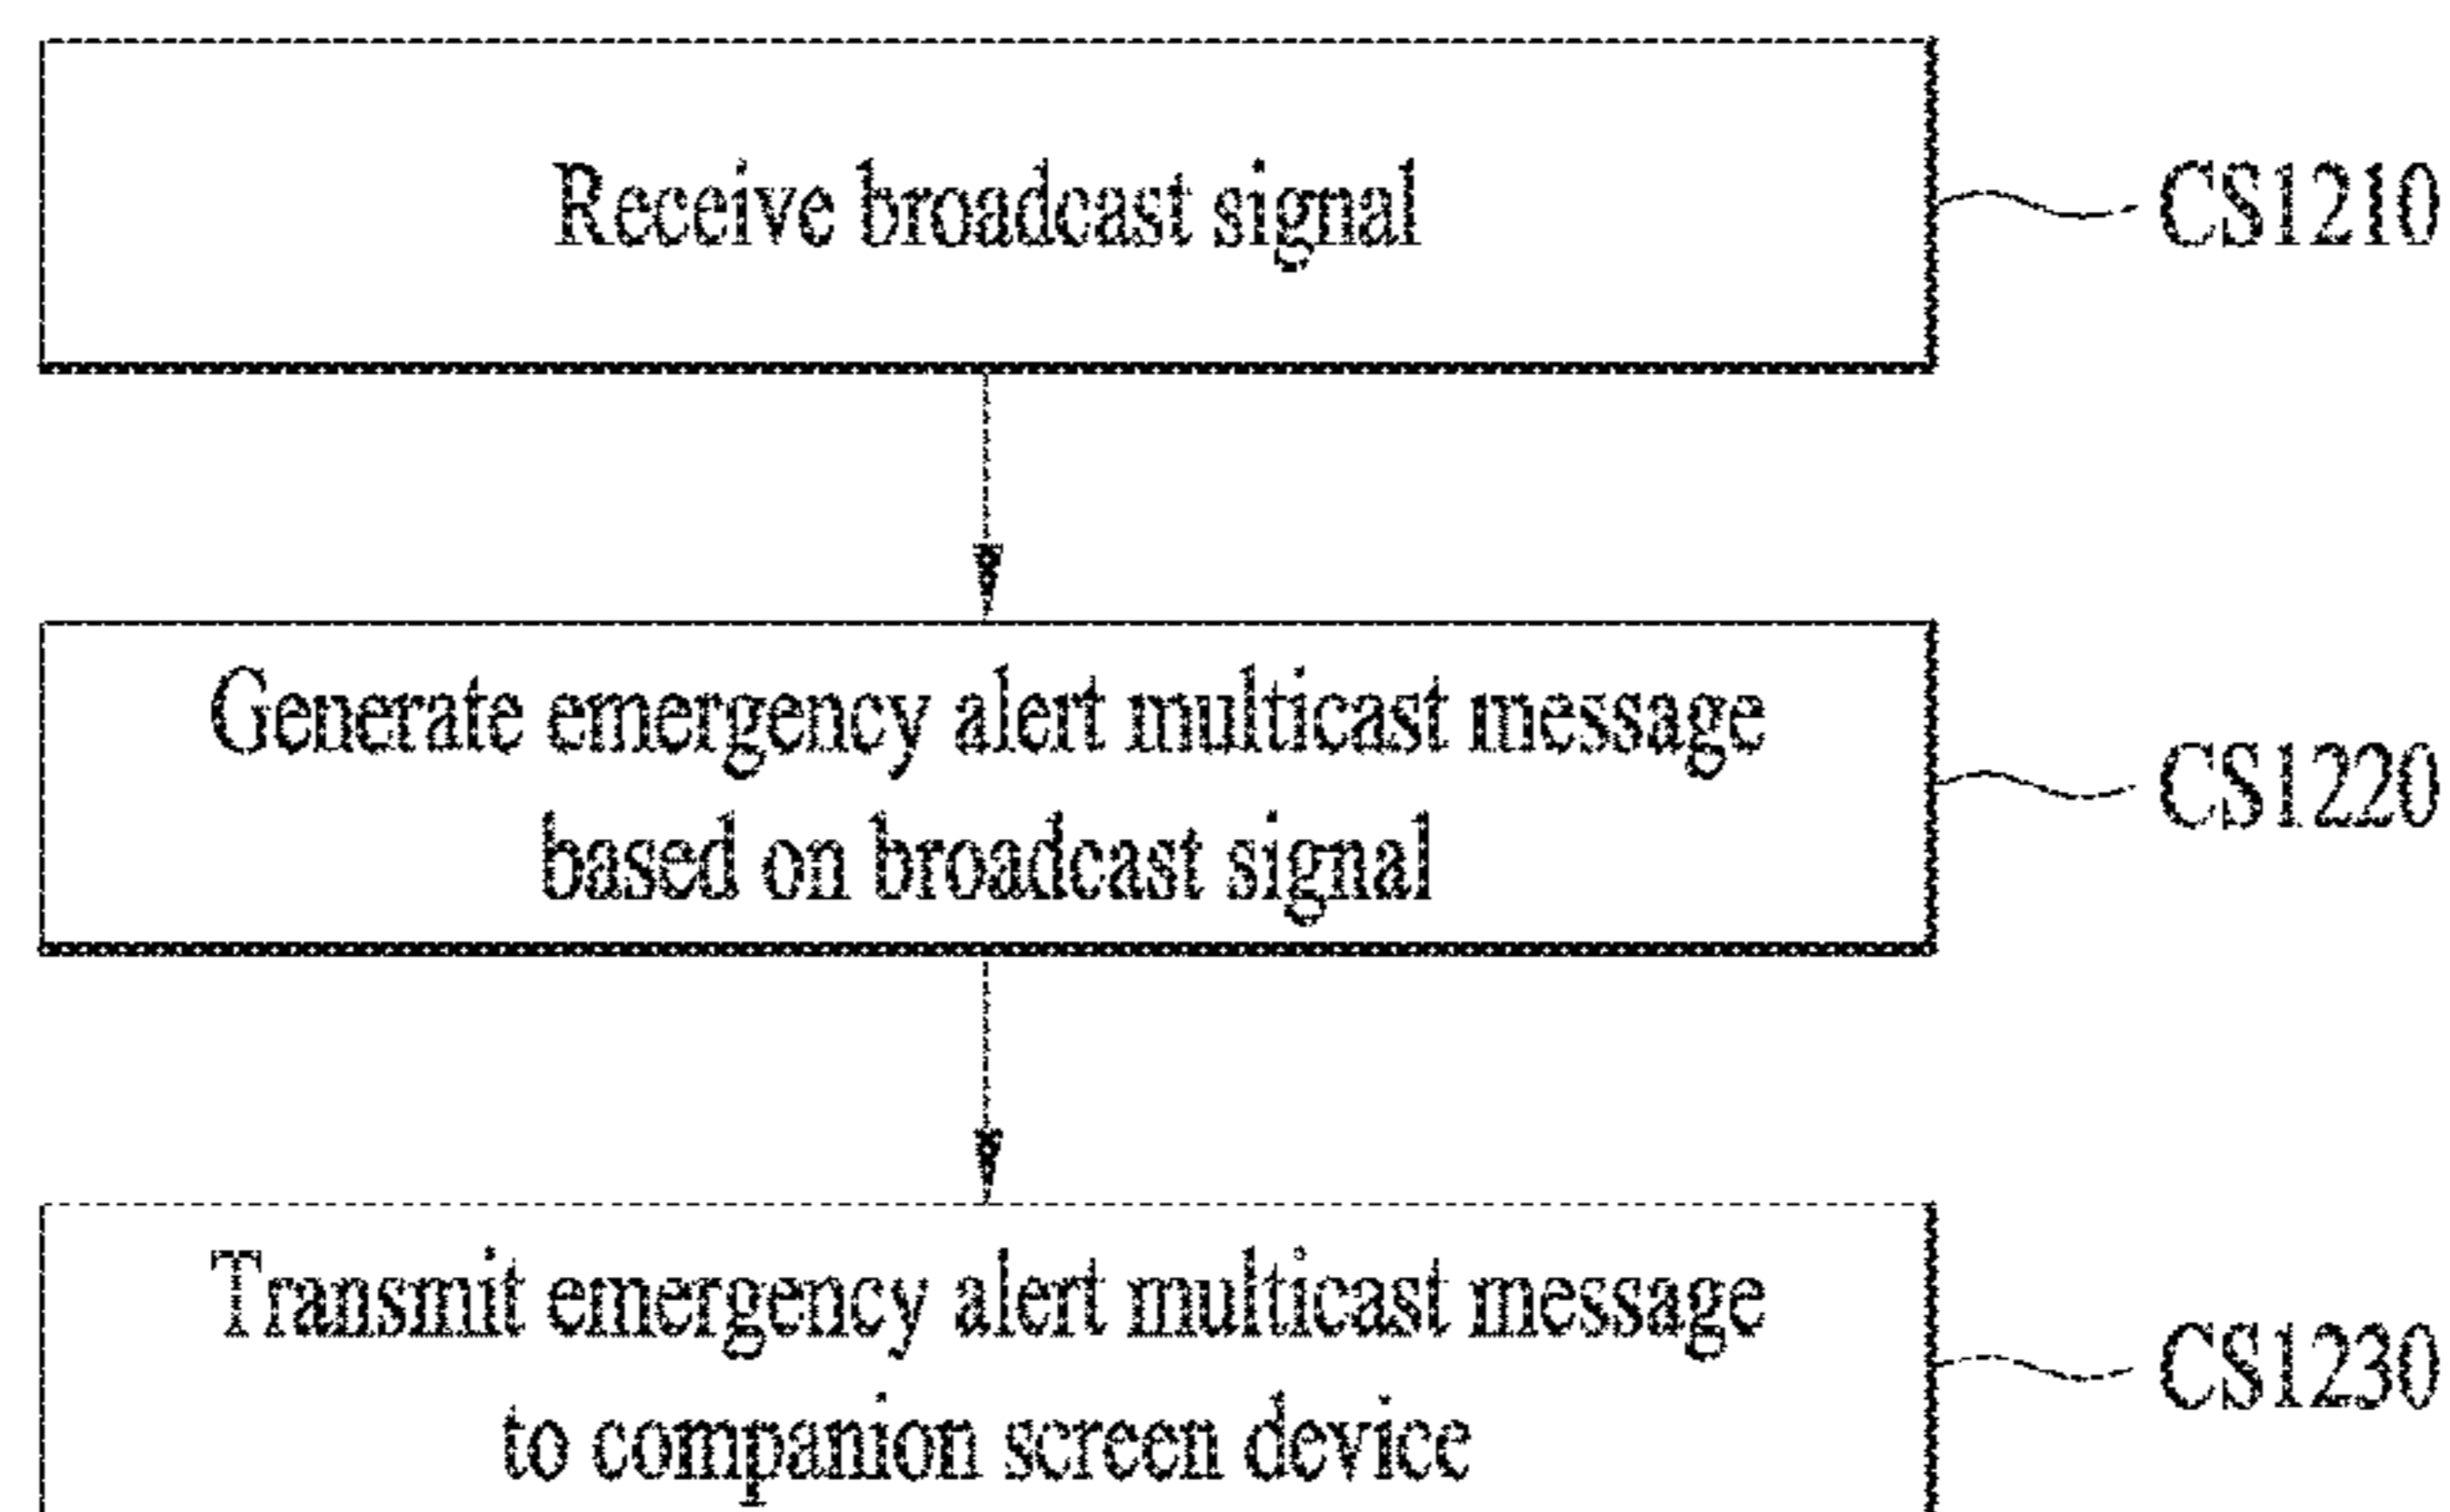 Receive broadcast signal
CS1210
Generate emergency alert multicast message
based on broadcast signal
CS1220
Transmit emergency alert multicast message
to companion screen device
CS1230